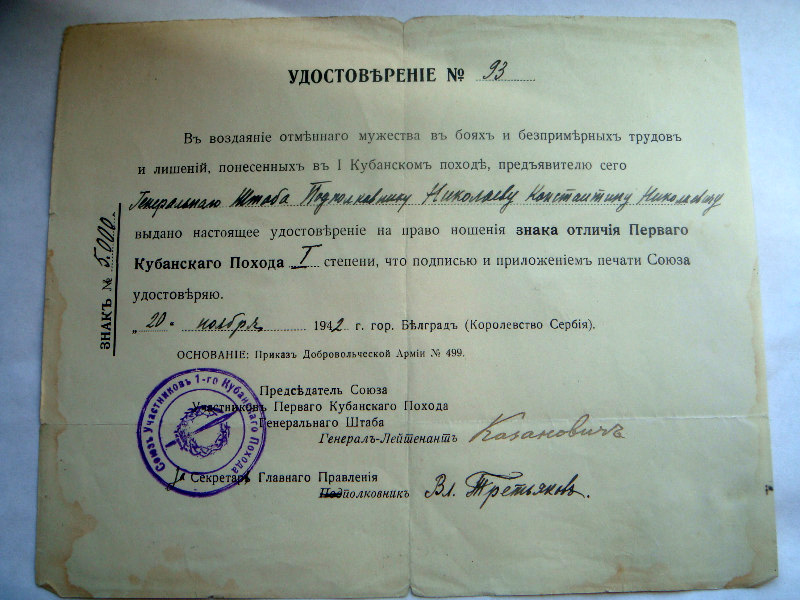 УДОСТОВѢРЕНІЕ № 93
Въ воздаяніе отмѣннаго мужества въ бояхъ и безпримѣрныхъ трудовъ
и лишеній, понесенныхъ въ I Кубанскомъ походѣ, предъявителю сего
Генеральнаго Штаба Подполковнику Николаеву Константину Николаевичу
выдано настоящее удостовѣреніе на право ношенія знака отличія Перваго
Кубанскаго Похода I степени, что подписью и приложеніемъ печати Союза
удостовѣряю.
„20" ноября 1942 г. гор. Бѣлградъ (Королевство Сербія).
ЗНАКЪ № 5.000
ОСНОВАНІЕ: Приказъ Добровольческой Арміи № 499.
Предсѣдатель Союза
Участниковъ Перваго Кубанскаго Похода
Генеральнаго Штаба
Генералъ-Лейтенантъ Казановичъ
Секретарь Главнаго Правленія
Подполковникъ Вл. Третьяковъ.
Союзъ участниковъ 1-го Кубанскаго Похода